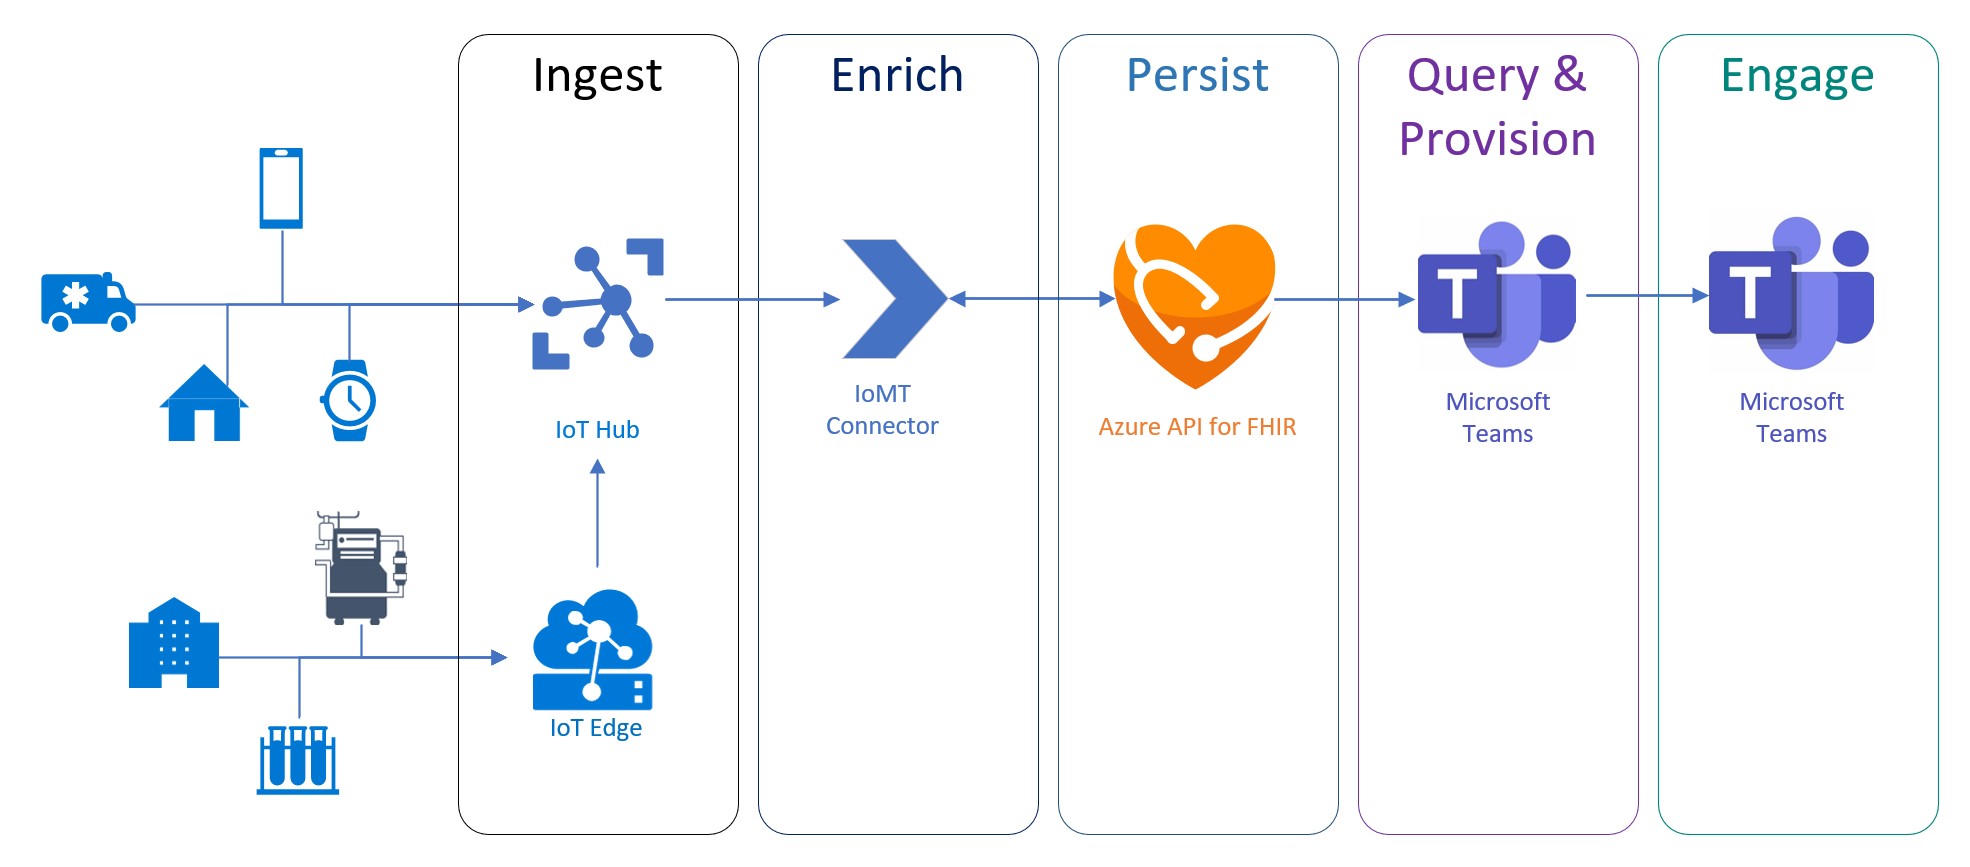 Ingest
Enrich
Persist
Query &
Provision
Engage
IoT Hub
IoMT
Connector
Azure API for FHIR
T
Microsoft
Teams
T
Microsoft
Teams
IoT Edge